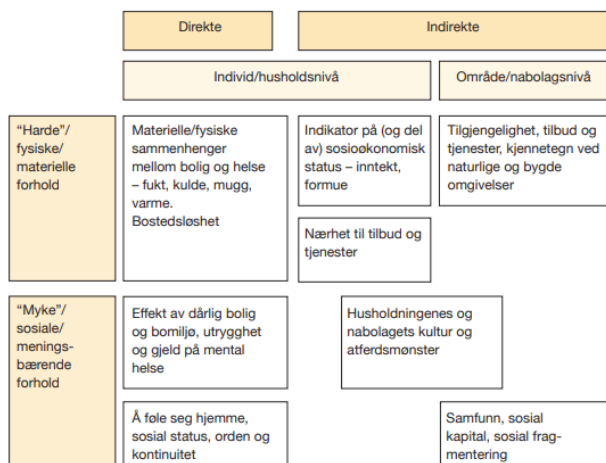 Direkte
Indirekte
Individ/husholdsnivå
Område/nabolagsnivå
“Harde”/
fysiske/
materielle
forhold
Materielle/fysiske
sammenhenger
mellom bolig og helse
– fukt, kulde, mugg,
varme.
Bostedsløshet
Indikator på (og del
av) sosioøkonomisk
status – inntekt,
formue
Tilgjengelighet, tilbud og
tjenester, kjennetegn ved
naturlige og bygde
omgivelser
Nærhet til tilbud og
tjenester
“Myke”/
sosiale/
menings-
bærende
forhold
Effekt av dårlig bolig
og bomiljø, utrygghet
og gjeld på mental
helse
Husholdningenes og
nabolagets kultur og
atferdsmønster
Å føle seg hjemme,
sosial status, orden og
kontinuitet
Samfunn, sosial
kapital, sosial frag-
mentering